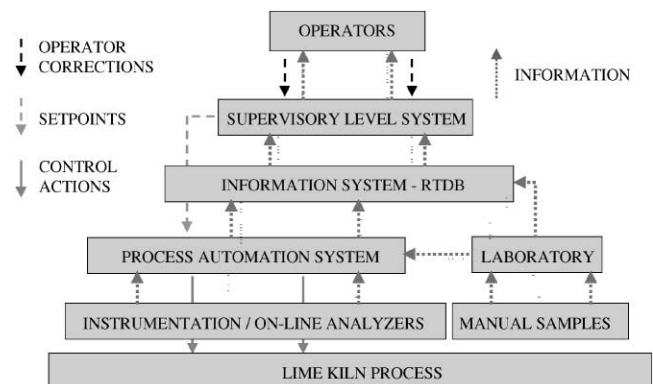 OPERATORS
OPERATOR
CORRECTIONS
INFORMATION
SETPOINTS
SUPERVISORY LEVEL SYSTEM
CONTROL
ACTIONS
INFORMATION SYSTEM - RTDB
PROCESS AUTOMATION SYSTEM
LABORATORY
INSTRUMENTATION / ON-LINE ANALYZERS
MANUAL SAMPLES
LIME KILN PROCESS